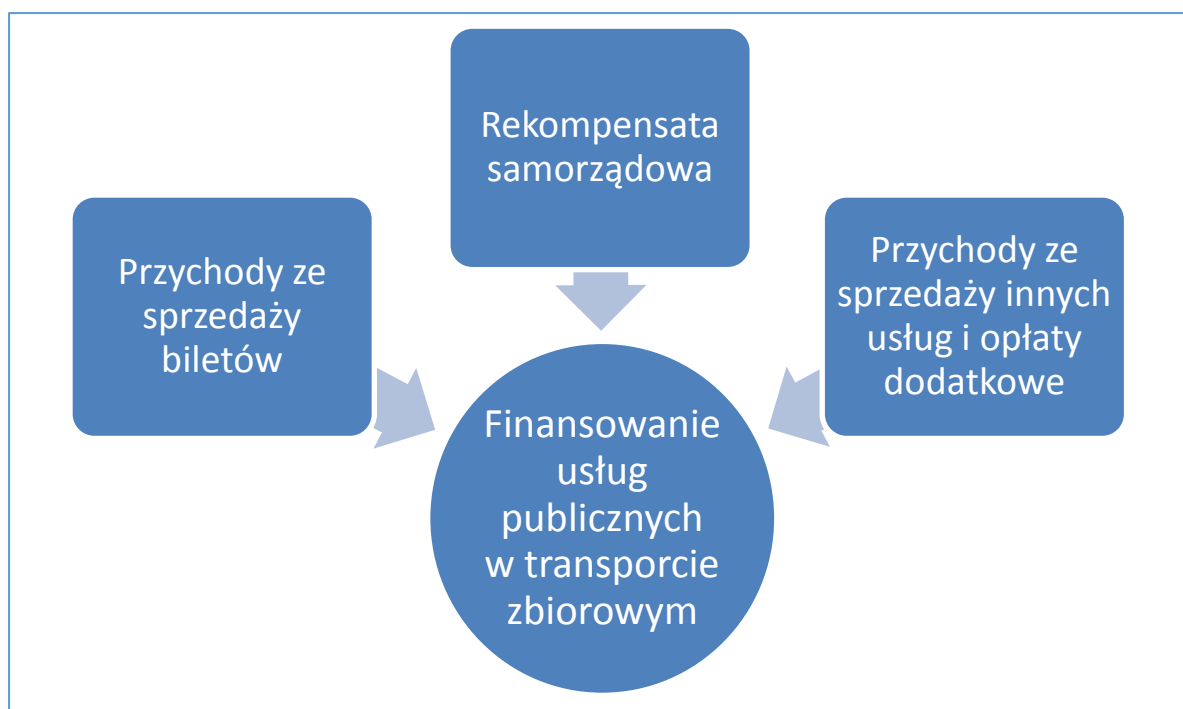 Rekompensata
samorządowa
Przychody ze
sprzedaży
biletów
Przychody ze
sprzedaży innych
usług i opłaty
dodatkowe
Finansowanie
usług
publicznych
w transporcie
zbiorowym